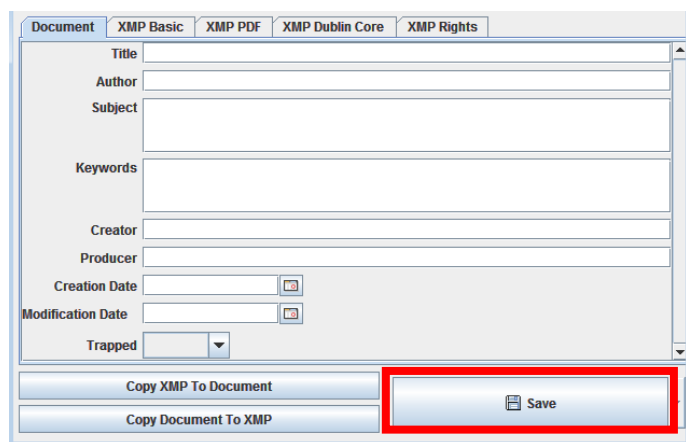 Document XMP Basic XMP PDF XMP Dublin Core XMP Rights
Title
Author
Subject
Keywords
Creator
Producer
Creation Date
Modification Date
Trapped
Copy XMP To Document
Save
Copy Document To XMP